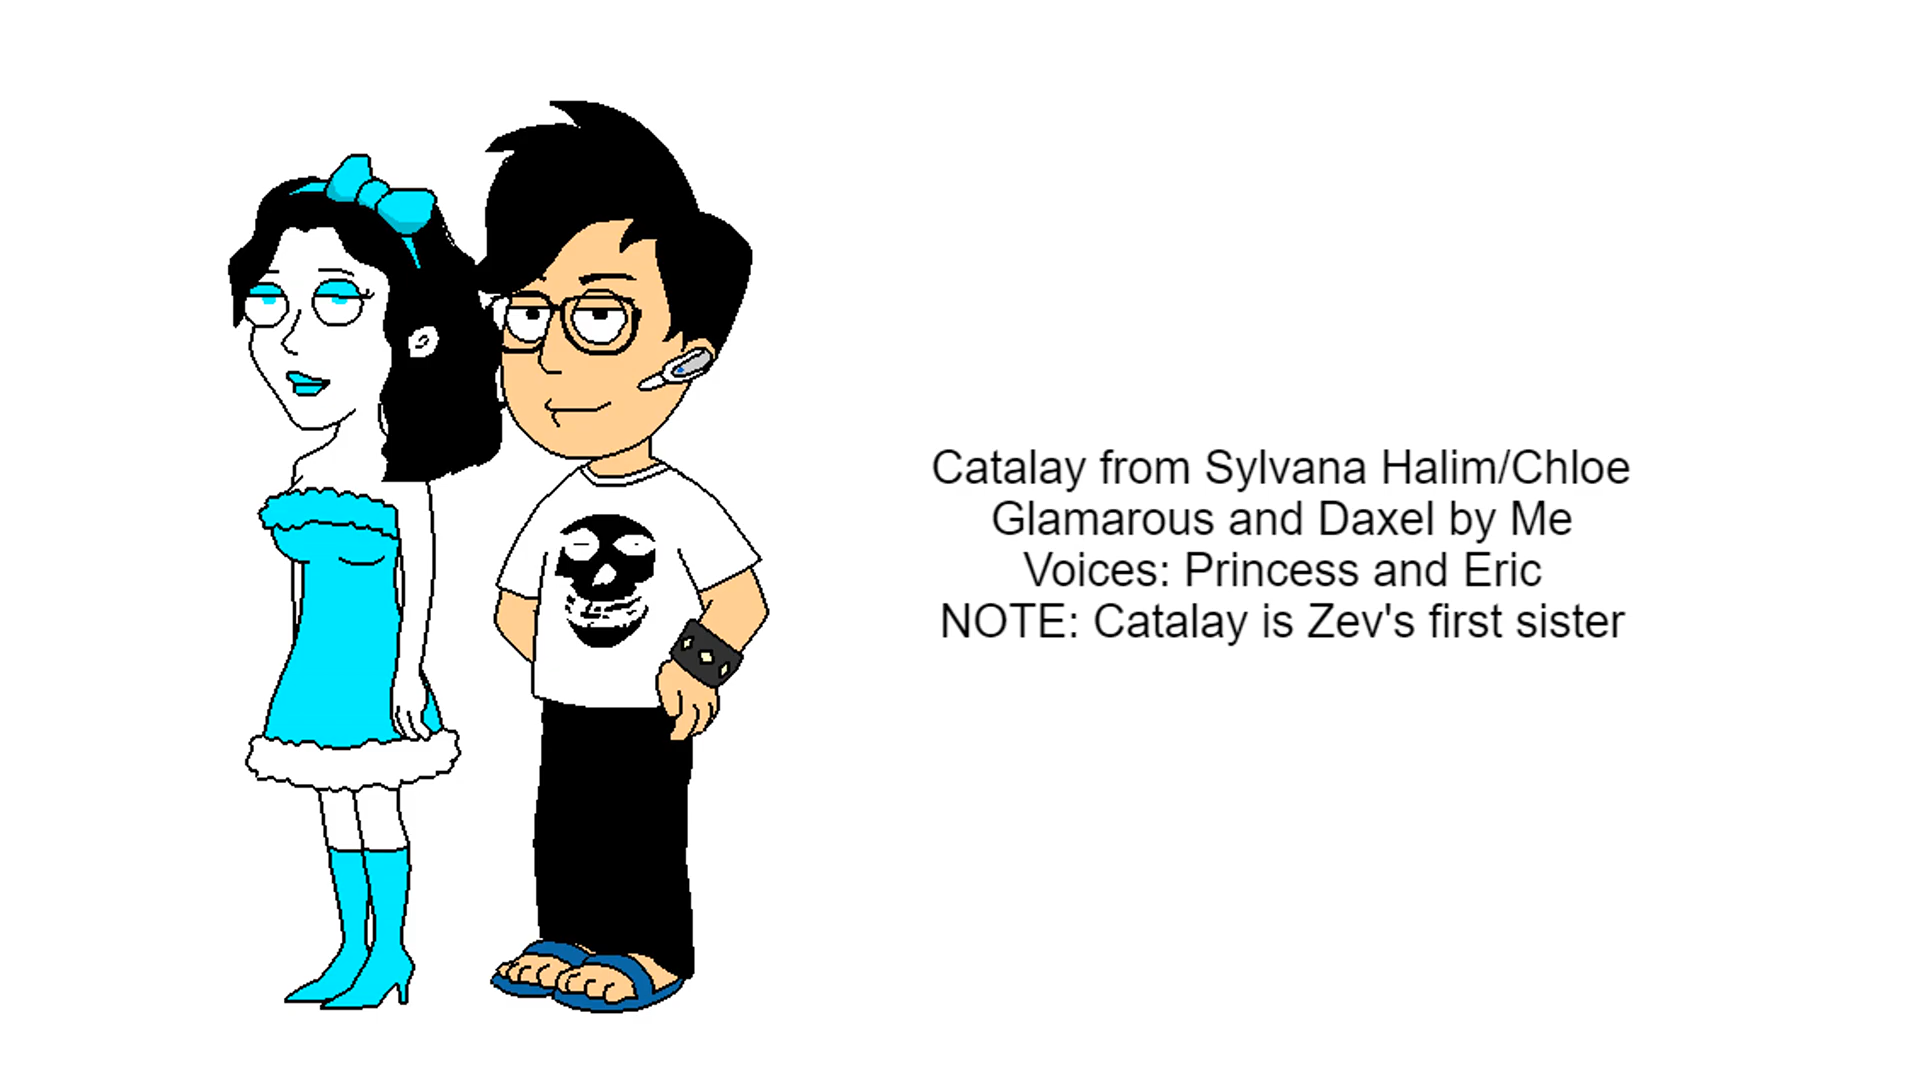 Catalay from Sylvana Halim/Chloe
Glamarous and Daxel by Me
Voices: Princess and Eric
NOTE: Catalay is Zev's first sister